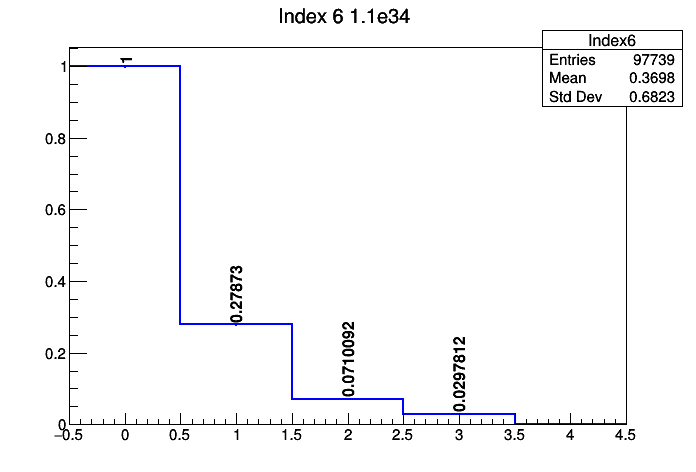 Index 6 1.1e34
Index6
Entries 97739
Mean 0.3698
Std Dev 0.6823
1
0.8
0.6
0.4
0.2
0
1
0.27873
0.0710092
0.0297812
−0.5 0 0.5 1 1.5 2 2.5 3 3.5 4 4.5